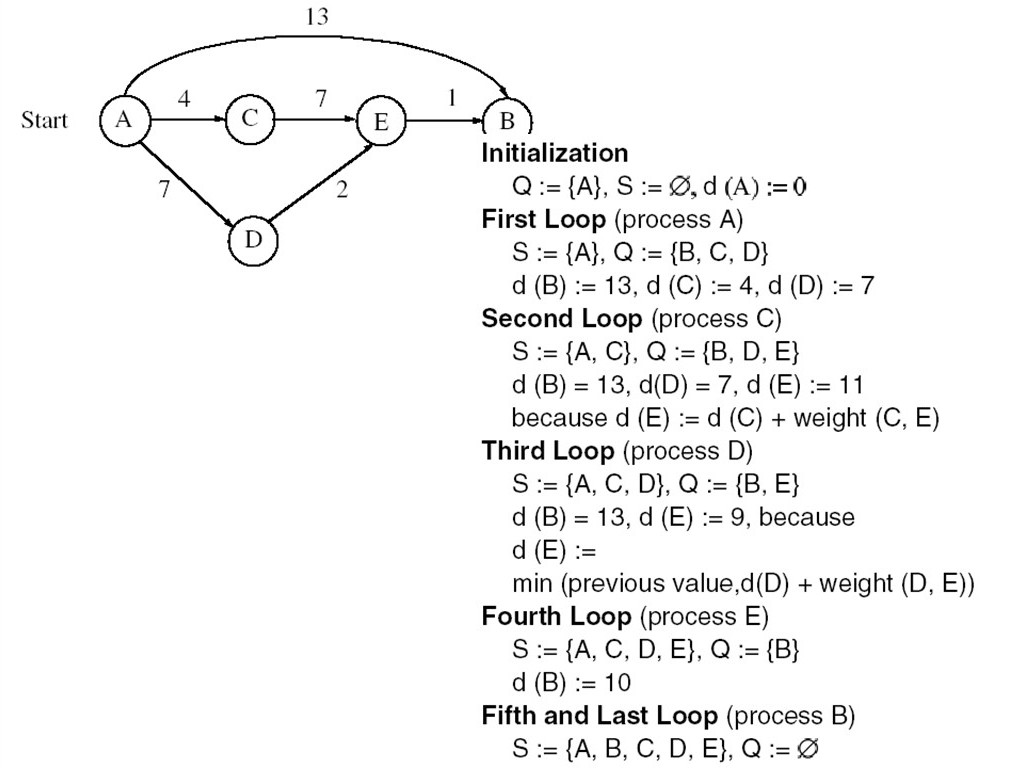 13
4 7 1
Start A C E B
7 2
D
Initialization
Q := {A}, S := ∅, d (A) := 0
First Loop (process A)
S := {A}, Q := {B, C, D}
d (B) := 13, d (C) := 4, d (D) := 7
Second Loop (process C)
S := {A, C}, Q := {B, D, E}
d (B) = 13, d(D) = 7, d (E) := 11
because d (E) := d (C) + weight (C, E)
Third Loop (process D)
S := {A, C, D}, Q := {B, E}
d (B) = 13, d (E) := 9, because
d (E) :=
min (previous value,d(D) + weight (D, E))
Fourth Loop (process E)
S := {A, C, D, E}, Q := {B}
d (B) := 10
Fifth and Last Loop (process B)
S := {A, B, C, D, E}, Q := ∅